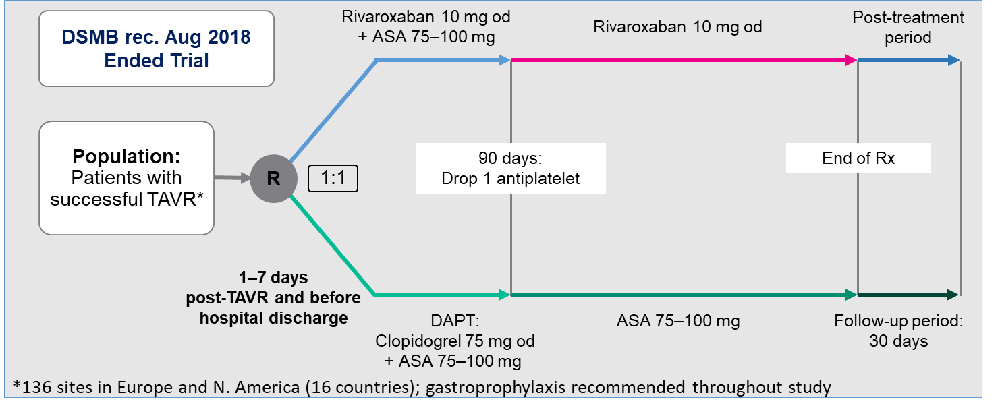 DSMB rec. Aug 2018
Ended Trial
Rivaroxaban 10 mg od
+ ASA 75–100 mg
Rivaroxaban 10 mg od
Post-treatment
period
Population:
Patients with
successful TAVR*
R
1:1
90 days:
Drop 1 antiplatelet
End of Rx
1–7 days
post-TAVR and before
hospital discharge
DAPT:
Clopidogrel 75 mg od
+ ASA 75–100 mg
ASA 75–100 mg
Follow-up period:
30 days
*136 sites in Europe and N. America (16 countries); gastroprophylaxis recommended throughout study